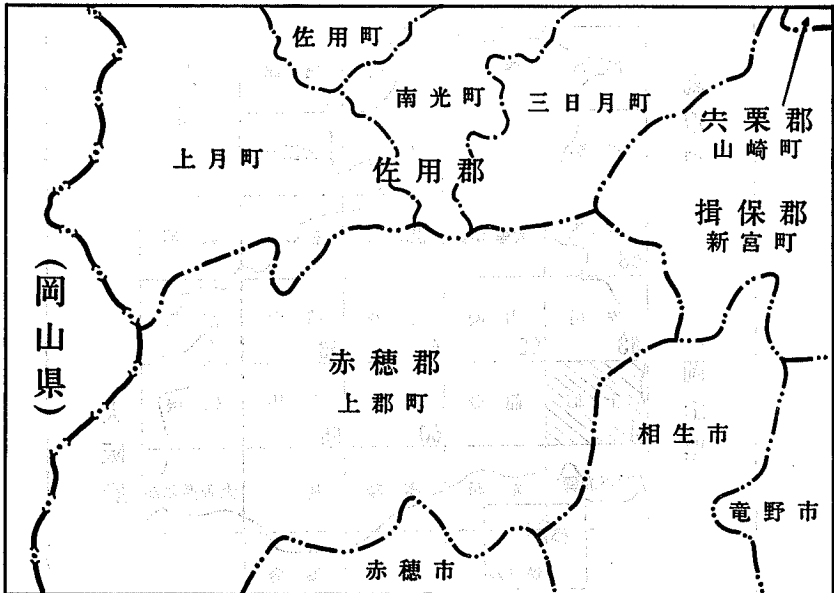 佐用町
南光町
三日月町
宍粟郡
山崎町
上月町
佐用郡
揖保郡
新宮町
(岡山県)
赤穂郡
上郡町
相生市
竜野市
赤穂市